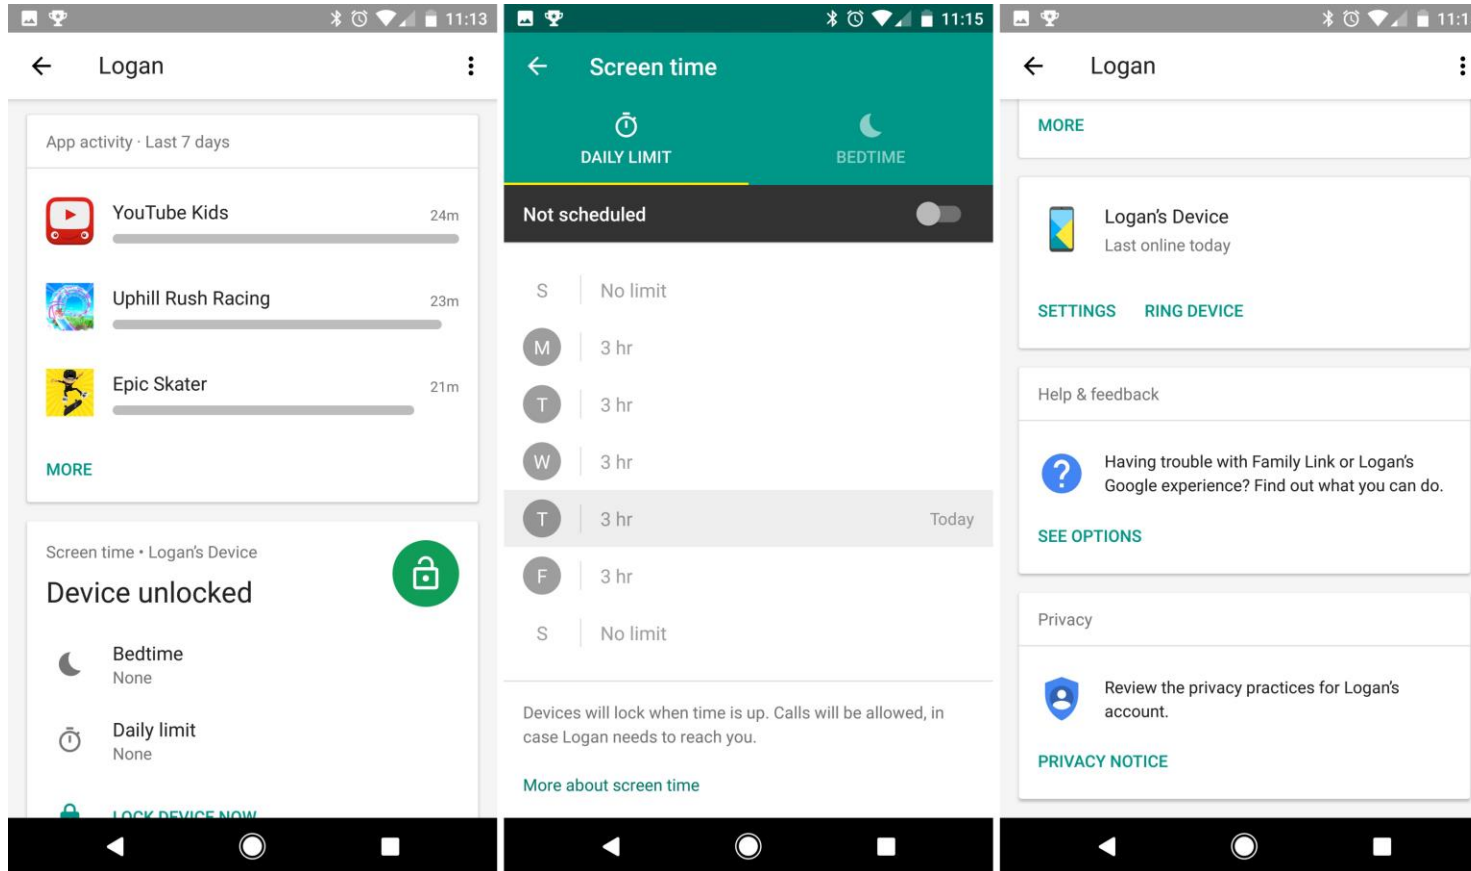 11:13
Logan
App activity · Last 7 days
YouTube Kids
24m
Uphill Rush Racing
23m
Epic Skater
21m
MORE
Screen time • Logan's Device
Device unlocked
Bedtime
None
Daily limit
None
LOCK DEVICE NOW
11:15
Screen time
DAILY LIMIT
BEDTIME
Not scheduled
S No limit
M 3 hr
T 3 hr
W 3 hr
T 3 hr Today
F 3 hr
S No limit
Devices will lock when time is up. Calls will be allowed, in
case Logan needs to reach you.
More about screen time
Logan
MORE
Logan's Device
Last online today
SETTINGS RING DEVICE
Help & feedback
Having trouble with Family Link or Logan's
Google experience? Find out what you can do.
SEE OPTIONS
Privacy
Review the privacy practices for Logan's
account.
PRIVACY NOTICE